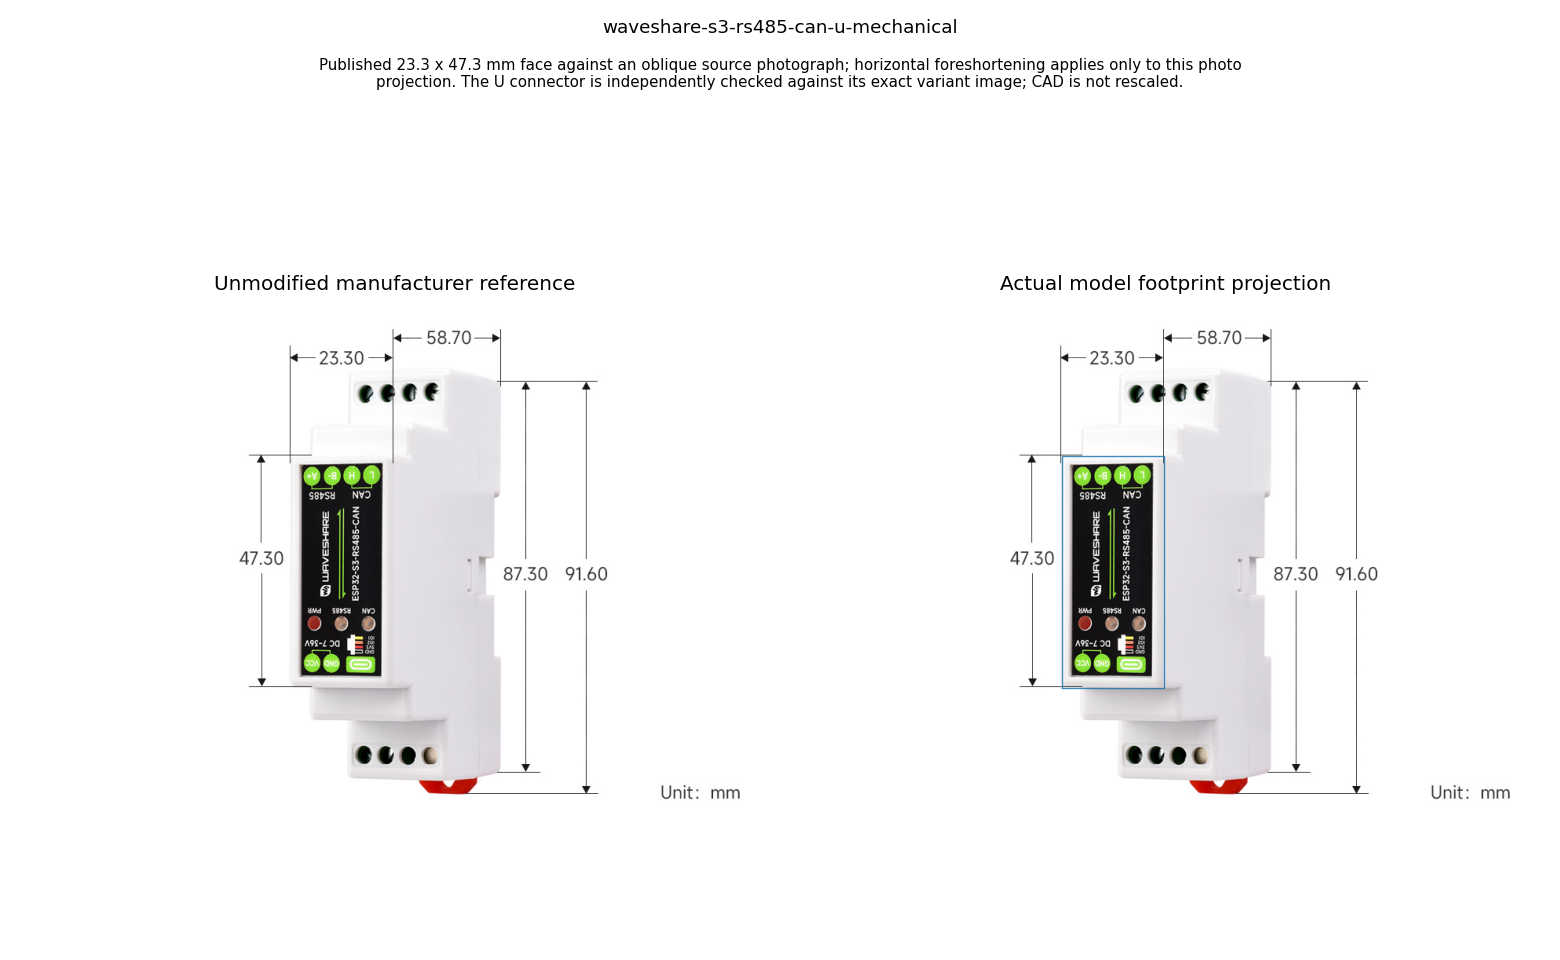 waveshare-s3-rs485-can-u-mechanical
Published 23.3 x 47.3 mm face against an oblique source photograph; horizontal foreshortening applies only to this photo
projection. The U connector is independently checked against its exact variant image; CAD is not rescaled.
Unmodified manufacturer reference
58.70
23.30
A+ B- H L
RS485 CAN
WAVESHARE
ESP32-S3-RS485-CAN
47.30
87.30
91.60
PWR RS485 CAN
DC 7~36V
VCC GND
Unit: mm
Actual model footprint projection
58.70
23.30
A+ B- H L
RS485 CAN
WAVESHARE
ESP32-S3-RS485-CAN
47.30
87.30
91.60
PWR RS485 CAN
DC 7~36V
VCC GND
Unit: mm